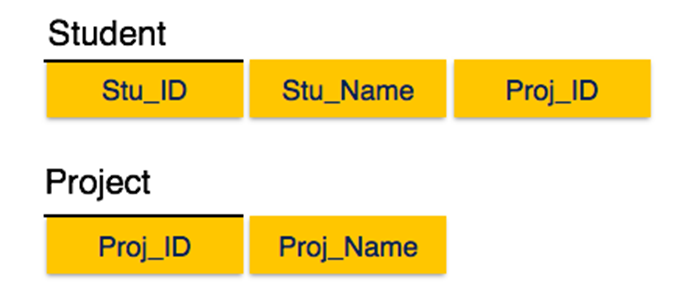 Student
Stu_ID Stu_Name Proj_ID
Project
Proj_ID Proj_Name